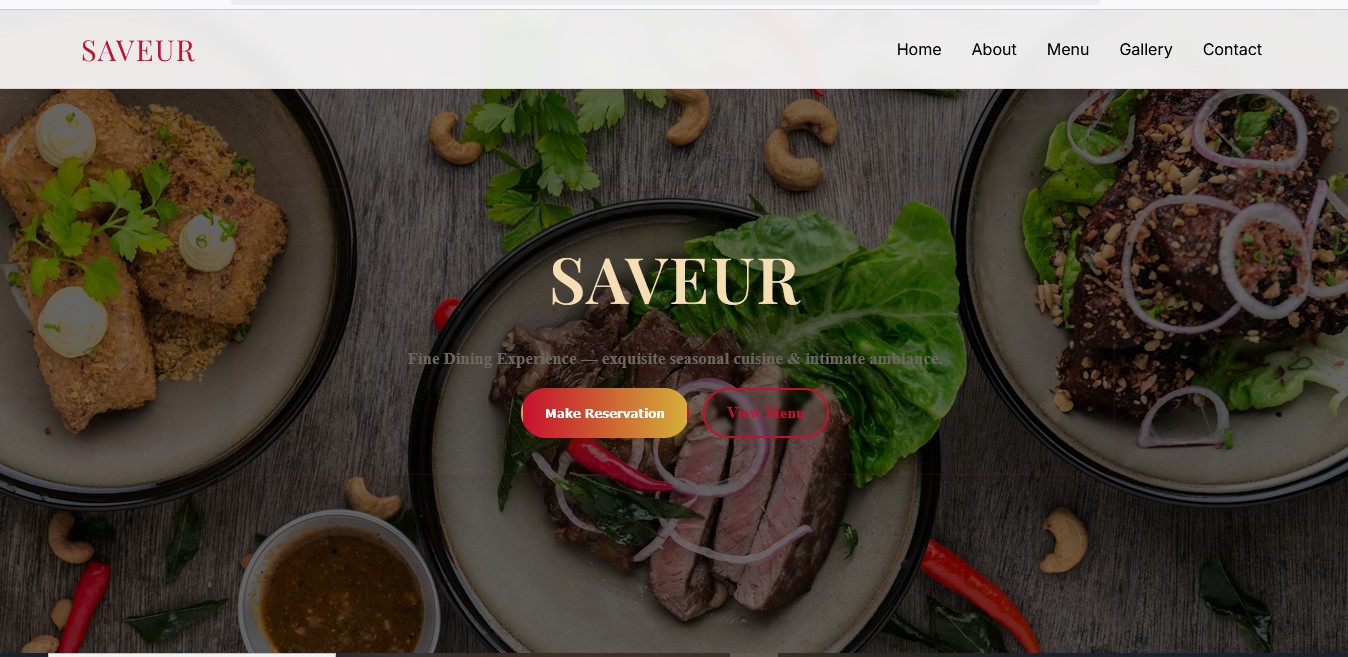 SAVEUR
Home About Menu Gallery Contact
SAVEUR
Fine Dining Experience — exquisite seasonal cuisine & intimate ambiance.
Make Reservation
View Menu